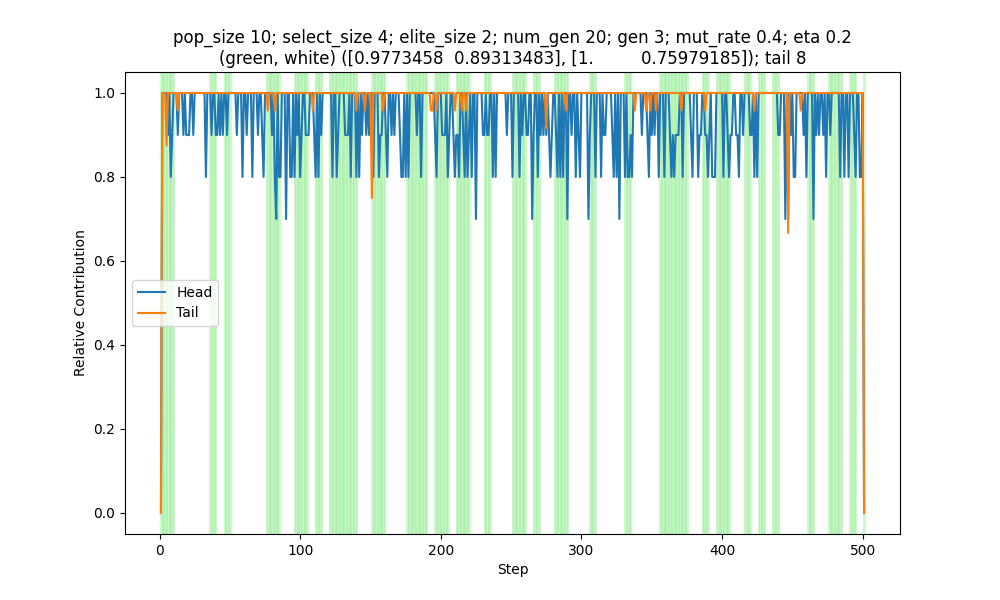 pop_size 10; select_size 4; elite_size 2; num_gen 20; gen 3; mut_rate 0.4; eta 0.2
(green, white) ([0.9773458  0.89313483], [1.         0.75979185]); tail 8
1.0
0.8
0.6
0.4
0.2
0.0
Relative Contribution
Head
Tail
0
100
200
300
400
500
Step